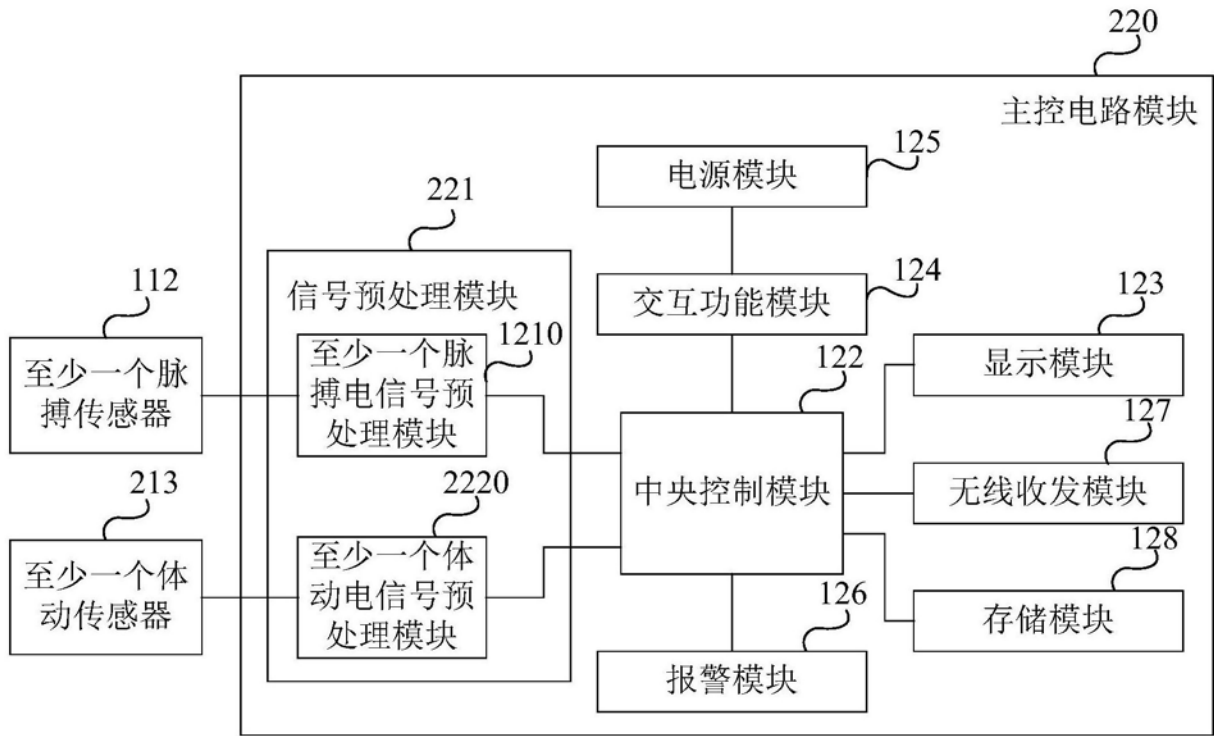 220
主控电路模块
125
电源模块
221
信号预处理模块
124
交互功能模块
123
显示模块
112
至少一个脉
搏传感器
1210
至少一个脉
搏电信号预
处理模块
122
中央控制模块
127
无线收发模块
213
至少一个体
动传感器
2220
至少一个体
动电信号预
处理模块
128
存储模块
126
报警模块